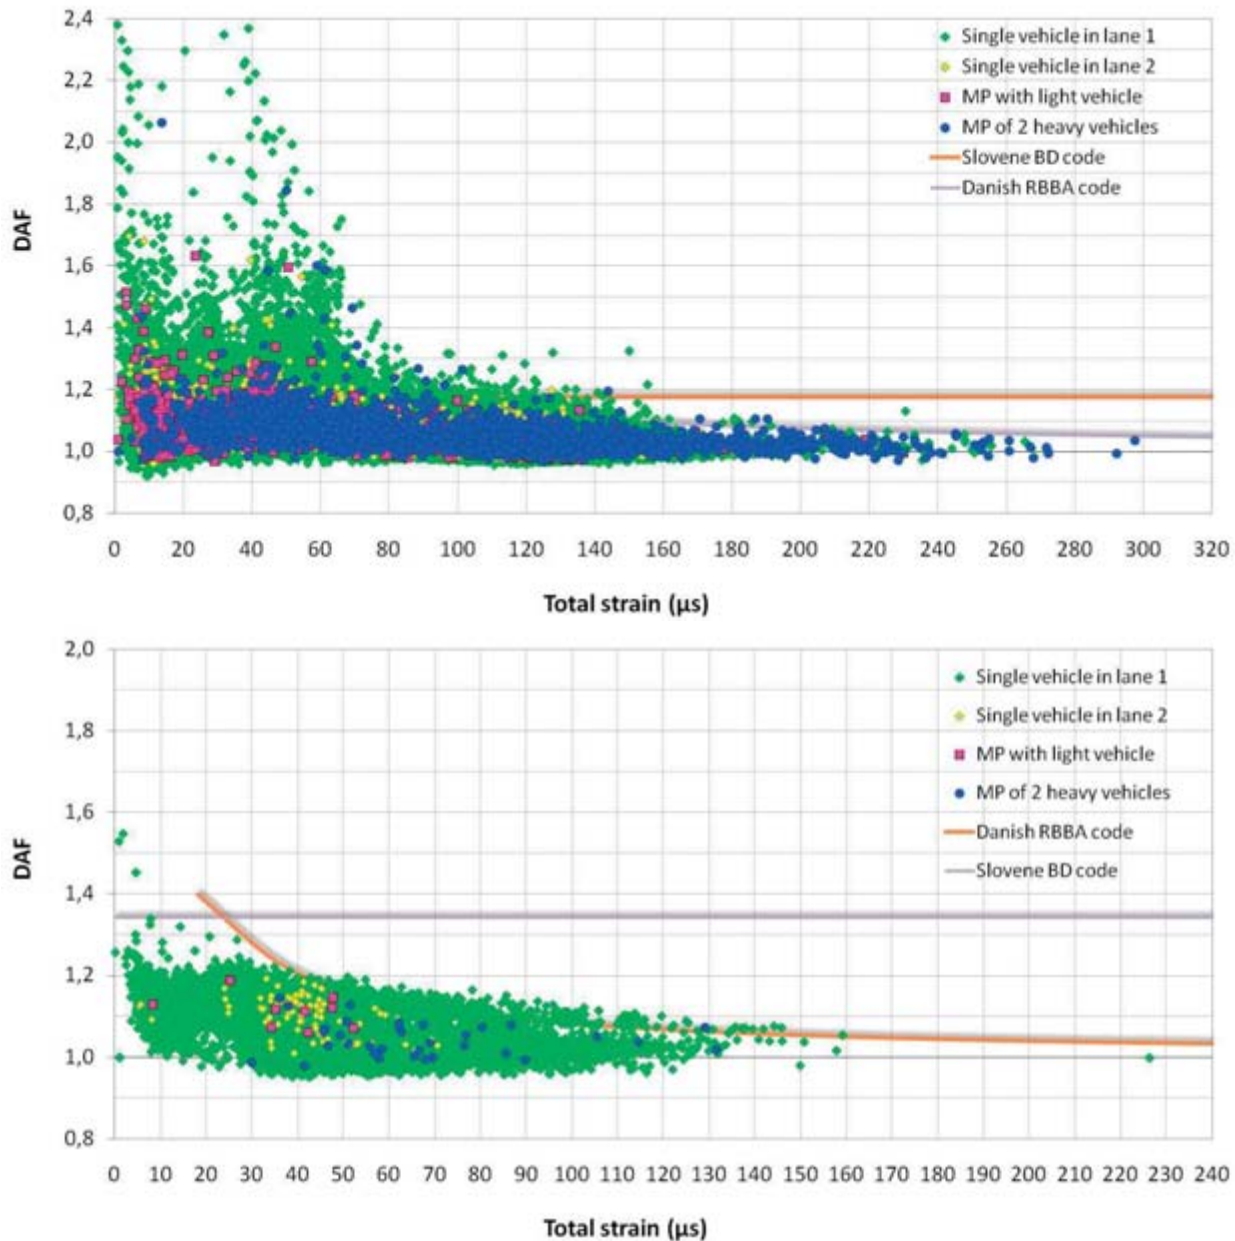 2,4
2,2
2,0
1,8
1,6
1,4
1,2
1,0
0,8
DAF
Single vehicle in lane 1
Single vehicle in lane 2
MP with light vehicle
MP of 2 heavy vehicles
Slovene BD code
Danish RBBA code
0 20 40 60 80 100 120 140 160 180 200 220 240 260 280 300 320
Total strain (µs)
2,0
1,8
1,6
1,4
1,2
1,0
0,8
DAF
Single vehicle in lane 1
Single vehicle in lane 2
MP with light vehicle
MP of 2 heavy vehicles
Danish RBBA code
Slovene BD code
0 10 20 30 40 50 60 70 80 90 100 110 120 130 140 150 160 170 180 190 200 210 220 230 240
Total strain (µs)